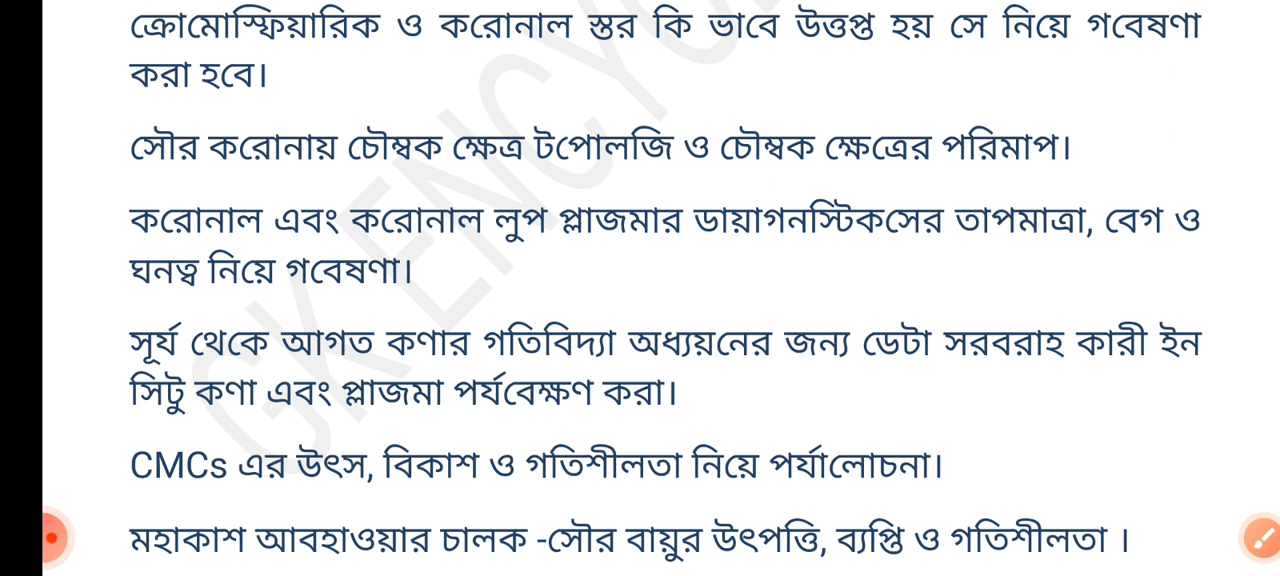 ক্রোমোস্ফিয়ারিক ও করোনাল স্তর কি ভাবে উত্তপ্ত হয় সে নিয়ে গবেষণা
করা হবে।
সৌর করোনায় চৌম্বক ক্ষেত্র টপোলজি ও চৌম্বক ক্ষেত্রের পরিমাপ।
করোনাল এবং করোনাল লুপ প্লাজমার ডায়াগনস্টিকসের তাপমাত্রা, বেগ ও
ঘনত্ব নিয়ে গবেষণা।
সূর্য থেকে আগত কণার গতিবিদ্যা অধ্যয়নের জন্য ডেটা সরবরাহ কারী ইন
সিটু কণা এবং প্লাজমা পর্যবেক্ষণ করা।
CMCs এর উৎস, বিকাশ ও গতিশীলতা নিয়ে পর্যালোচনা।
মহাকাশ আবহাওয়ার চালক -সৌর বায়ুর উৎপত্তি, ব্যপ্তি ও গতিশীলতা ।
GK ENCYC